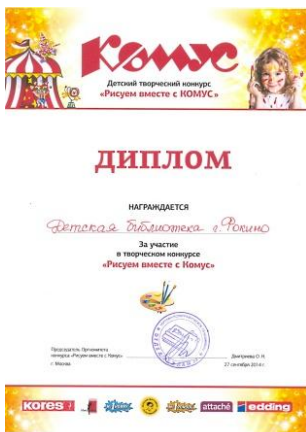 Комус
Детский творческий конкурс
«Рисуем вместе с КОМУС»
ДИПЛОМ
НАГРАЖДАЕТСЯ
Детская библиотека г. Фокино
За участие
в творческом конкурсе
«Рисуем вместе с Комус»
Председатель Оргкомитета
конкурса «Рисуем вместе с Комус»
Дмитриева О. Н.
г. Москва
27 сентября 2014 г.
KORES
attaché
edding